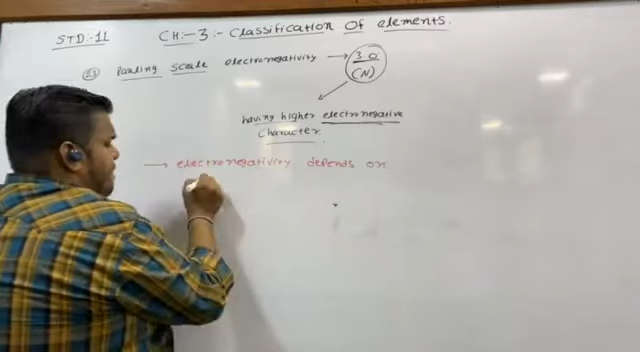 STD:-11 CH:-3:- Classification Of elements.
(23) Pauling Scale electronegativity → 3.0
(N)
having higher electronegative
Character.
→ electronegativity depends on